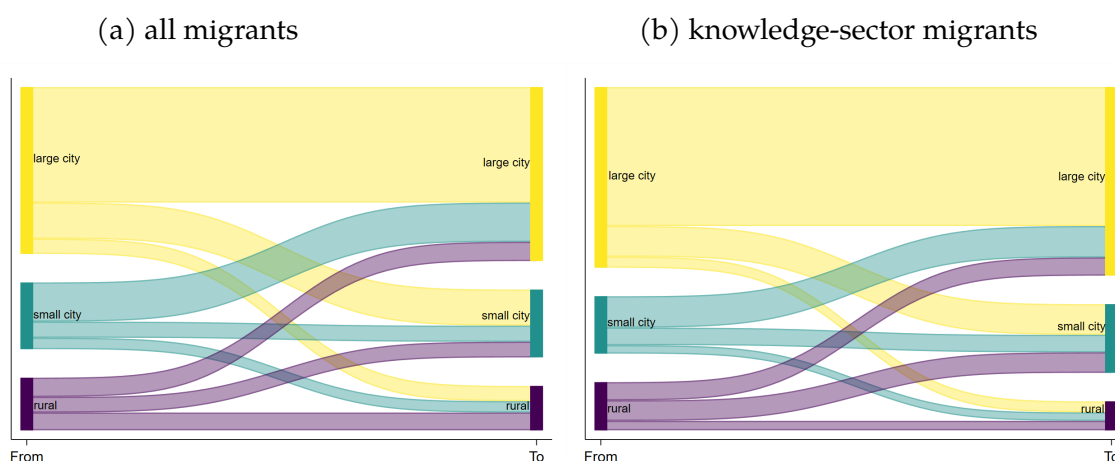 (a) all migrants
large city
large city
small city
small city
rural
rural
From
To
(b) knowledge-sector migrants
large city
large city
small city
small city
rural
rural
From
To